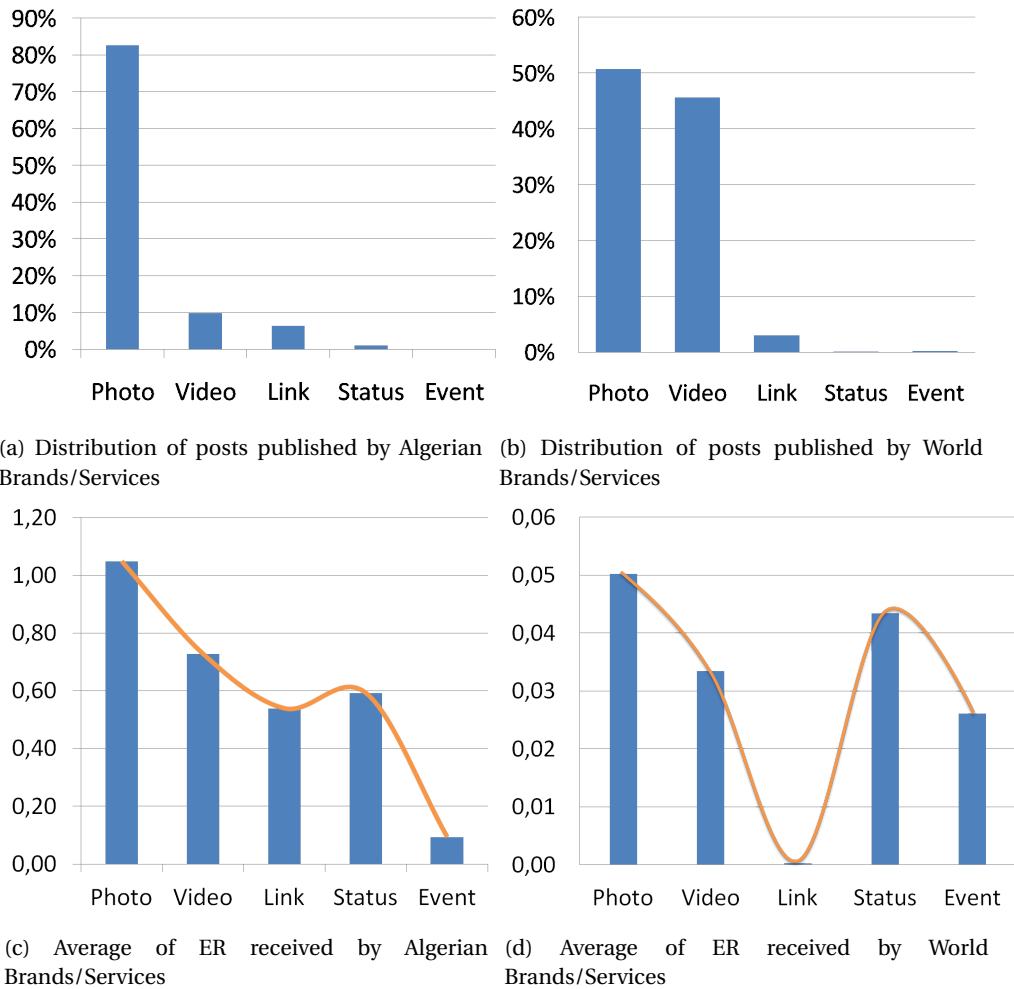 90%
80%
70%
60%
50%
40%
30%
20%
10%
0%
Photo Video Link Status Event
60%
50%
40%
30%
20%
10%
0%
Photo Video Link Status Event
(a) Distribution of posts published by Algerian
Brands/Services
(b) Distribution of posts published by World
Brands/Services
1,20
1,00
0,80
0,60
0,40
0,20
0,00
Photo Video Link Status Event
0,06
0,05
0,04
0,03
0,02
0,01
0,00
Photo Video Link Status Event
(c) Average of ER received by Algerian
Brands/Services
(d) Average of ER received by World
Brands/Services